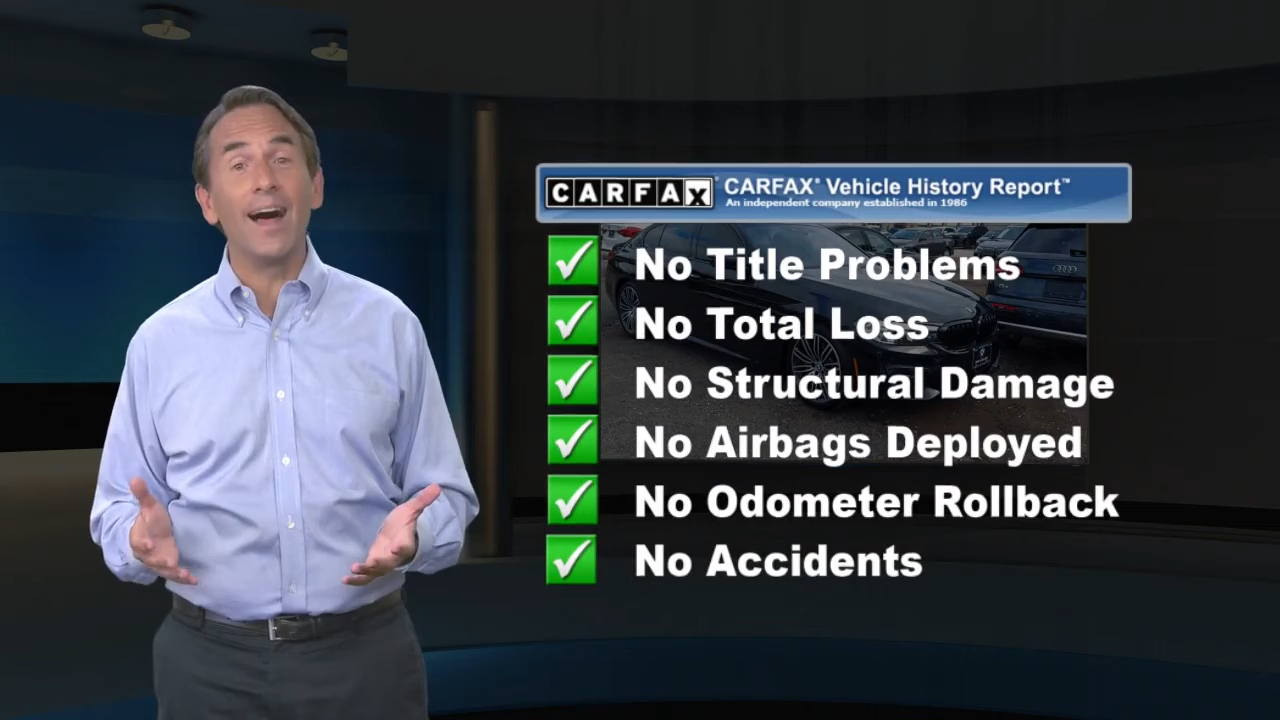 CARFAX® CARFAX® Vehicle History Report™
An independent company established in 1986
No Title Problems
No Total Loss
No Structural Damage
No Airbags Deployed
No Odometer Rollback
No Accidents